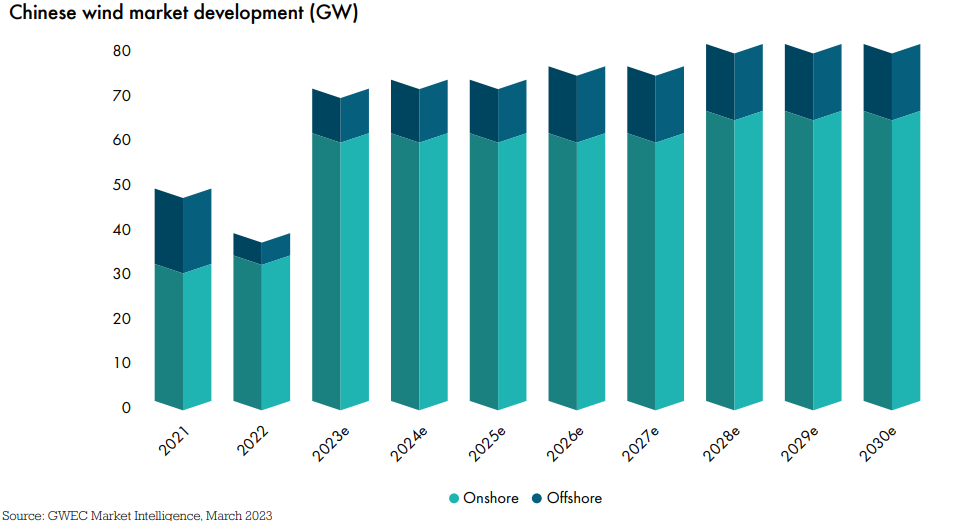 Chinese wind market development (GW)
80
70
60
50
40
30
20
10
0
2021 2022 2023e 2024e 2025e 2026e 2027e 2028e 2029e 2030e
Onshore Offshore
Source: GWEC Market Intelligence, March 2023